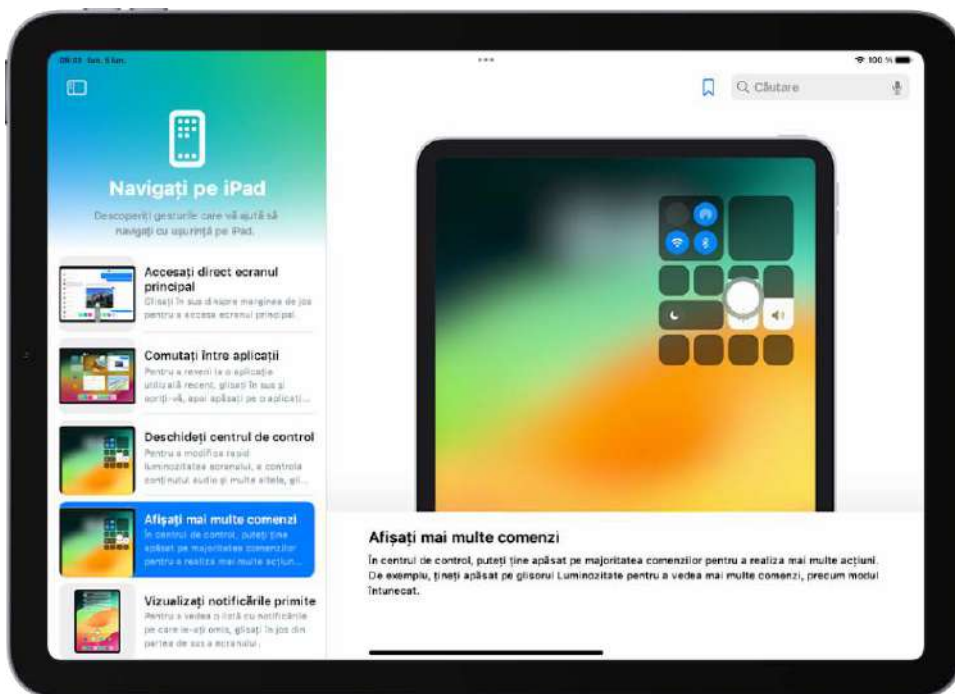 09:03 lun. 5 iun.
100 %
Căutare
Navigați pe iPad
Descoperiți gesturile care vă ajută să
navigați cu ușurință pe iPad.
Accesați direct ecranul
principal
Glisați în sus dinspre marginea de jos
pentru a accesa ecranul principal.
Comutați între aplicații
Pentru a reveni la o aplicație
utilizată recent, glisați în sus și
opriți-vă, apoi apăsați pe o aplicați...
Deschideți centrul de control
Pentru a modifica rapid
luminozitatea ecranului, a controla
conținutul audio și multe altele, gli...
Afișați mai multe comenzi
În centrul de control, puteți ține
apăsat pe majoritatea comenzilor
pentru a realiza mai multe acțiun...
Vizualizați notificările primite
Pentru a vedea o listă cu notificările
pe care le-ați omis, glisați în jos din
partea de sus a ecranului.
Afișați mai multe comenzi
În centrul de control, puteți ține apăsat pe majoritatea comenzilor pentru a realiza mai multe acțiuni.
De exemplu, țineți apăsat pe glisorul Luminozitate pentru a vedea mai multe comenzi, precum modul
întunecat.